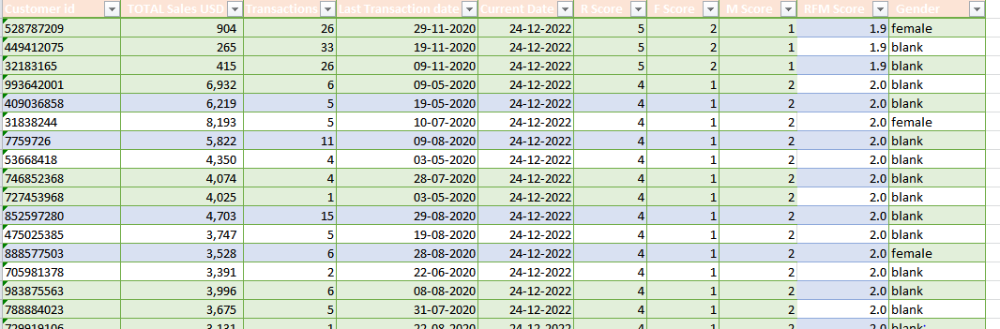 Customer id TOTAL Sales USD Transactions Last Transaction date Current Date R Score F Score M Score RFM Score Gender
528787209 904 26 29-11-2020 24-12-2022 5 2 1 1.9 female
449412075 265 33 19-11-2020 24-12-2022 5 2 1 1.9 blank
32183165 415 26 09-11-2020 24-12-2022 5 2 1 1.9 blank
993642001 6,932 6 09-05-2020 24-12-2022 4 1 2 2.0 blank
409036858 6,219 5 19-05-2020 24-12-2022 4 1 2 2.0 blank
31838244 8,193 5 10-07-2020 24-12-2022 4 1 2 2.0 female
7759726 5,822 11 09-08-2020 24-12-2022 4 1 2 2.0 blank
53668418 4,350 4 03-05-2020 24-12-2022 4 1 2 2.0 blank
746852368 4,074 4 28-07-2020 24-12-2022 4 1 2 2.0 blank
727453968 4,025 1 03-05-2020 24-12-2022 4 1 2 2.0 blank
852597280 4,703 15 29-08-2020 24-12-2022 4 1 2 2.0 blank
475025385 3,747 5 19-08-2020 24-12-2022 4 1 2 2.0 blank
888577503 3,528 6 28-08-2020 24-12-2022 4 1 2 2.0 female
705981378 3,391 2 22-06-2020 24-12-2022 4 1 2 2.0 blank
983875563 3,996 6 08-08-2020 24-12-2022 4 1 2 2.0 blank
788884023 3,675 5 31-07-2020 24-12-2022 4 1 2 2.0 blank
729919106 3,131 1 22-08-2020 24-12-2022 4 1 2 2.0 blank